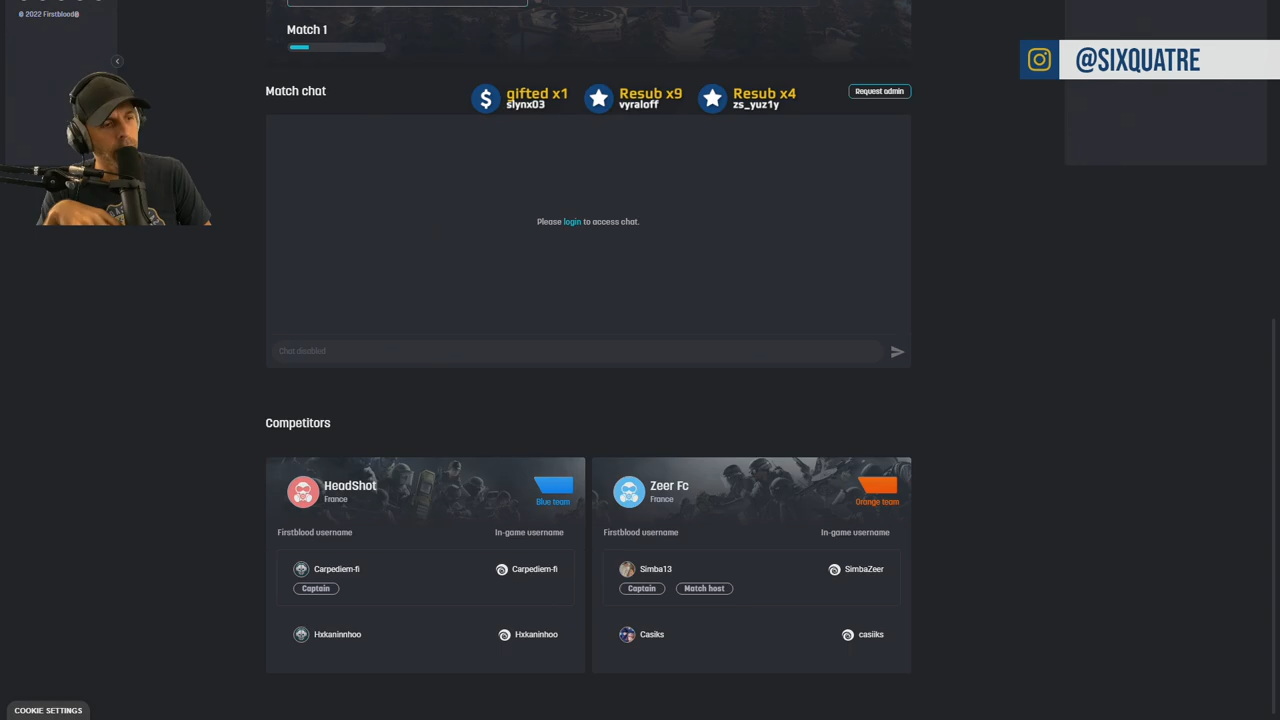 © 2022 Firstblood®
Match 1
@SIXQUATRE
Match chat
gifted x1
slynx03
Resub x9
vyraloff
Resub x4
zs_yuz1y
Request admin
Please login to access chat.
Chat disabled
Competitors
HeadShot
France
Blue team
Firstblood username
In-game username
Carpediem-fi
Carpediem-fi
Captain
Hxkaninnhoo
Hxkaninhoo
Zeer Fc
France
Orange team
Firstblood username
In-game username
Simba13
SimbaZeer
Captain
Match host
Casiks
casiiks
COOKIE SETTINGS